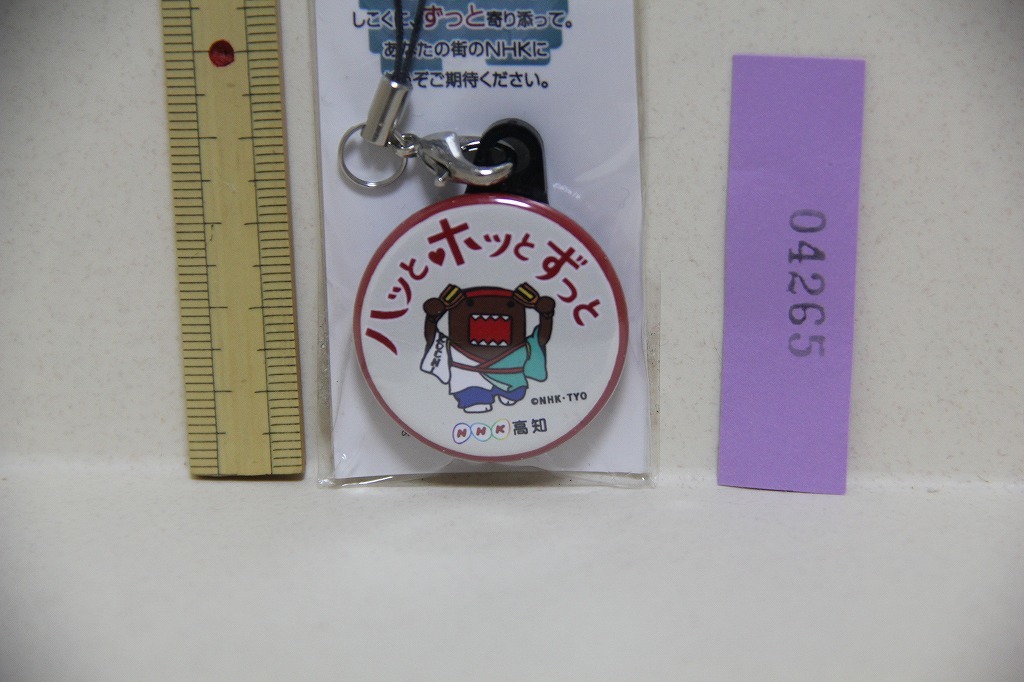 しこくに、ずっと寄り添って。
あなたの街のNHKに
ぞご期待ください。
ハッと♥ホッとずっと
©NHK・TYO
NHK高知
04265